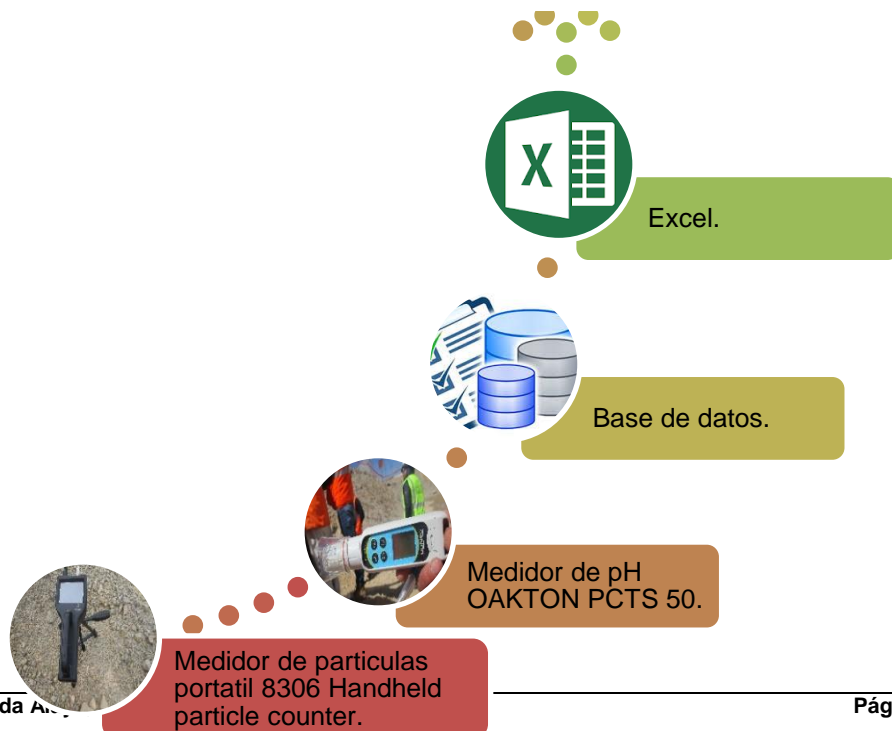 X
Excel.
Base de datos.
Medidor de pH
OAKTON PCTS 50.
Medidor de particulas
portatil 8306 Handheld
particle counter.
da
Pág